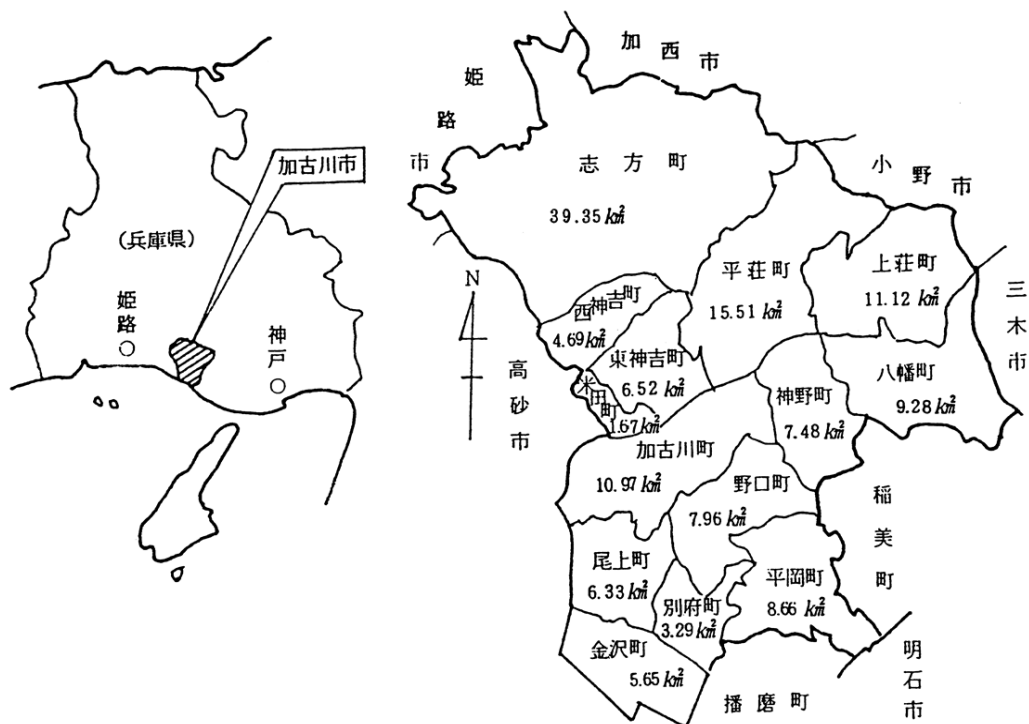 加古川市
(兵庫県)
姫路
神戸
N
姫路市
加西市
小野市
三木市
稲美町
明石市
播磨町
高砂市
志方町
39.35km²
平荘町
15.51km²
上荘町
11.12km²
西神吉町
4.69km²
東神吉町
6.52km²
米田町
1.67km²
八幡町
9.28km²
神野町
7.48km²
加古川町
10.97km²
野口町
7.96km²
尾上町
6.33km²
別府町
3.29km²
平岡町
8.66km²
金沢町
5.65km²